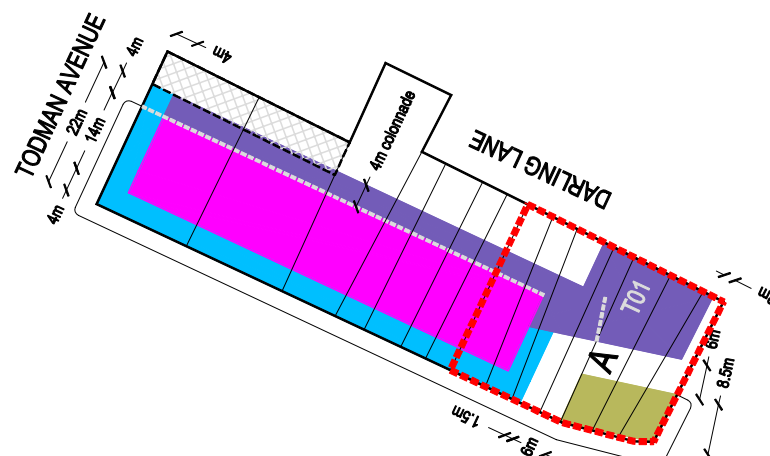 TODMAN AVENUE
4m
22m
14m
4m
4m
4m colonnade
DARLING LANE
T01
A
6m
8.5m
1.5m
6m